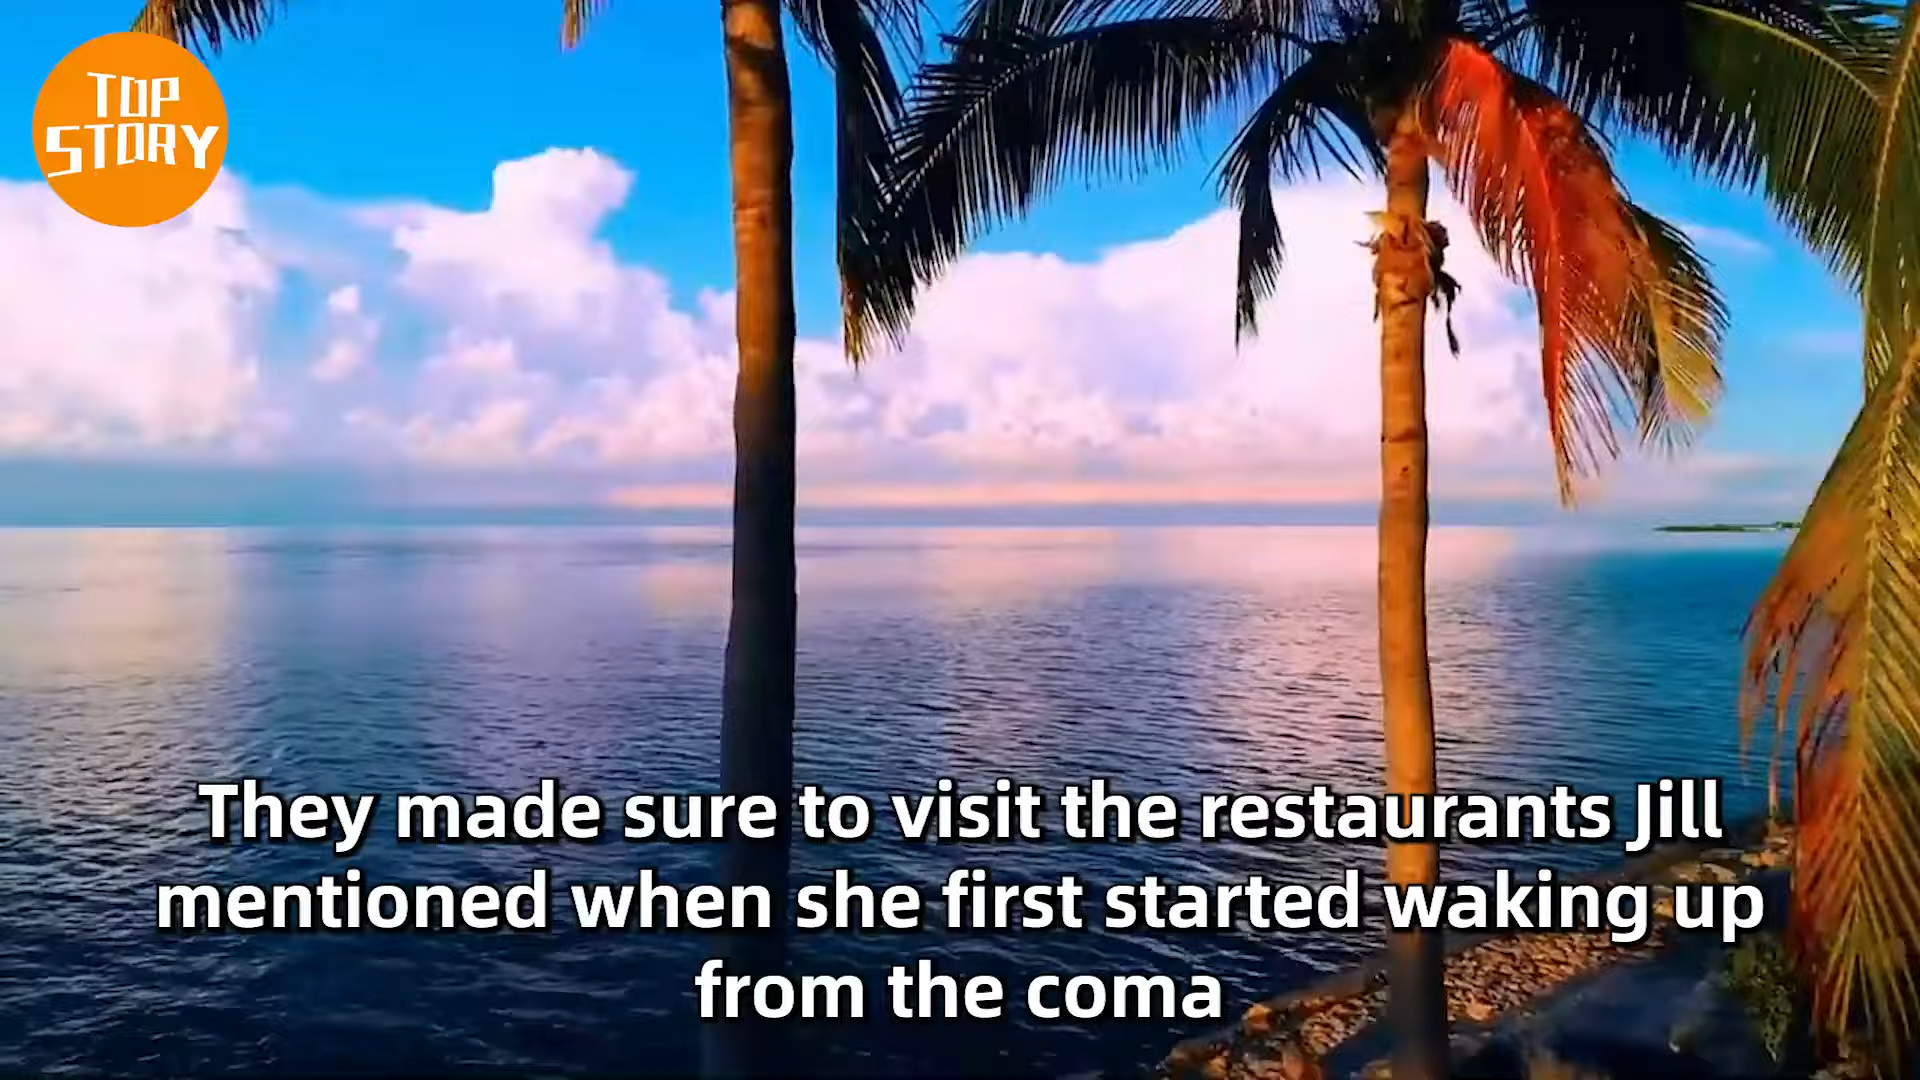 TOP
STORY
They made sure to visit the restaurants Jill
mentioned when she first started waking up
from the coma